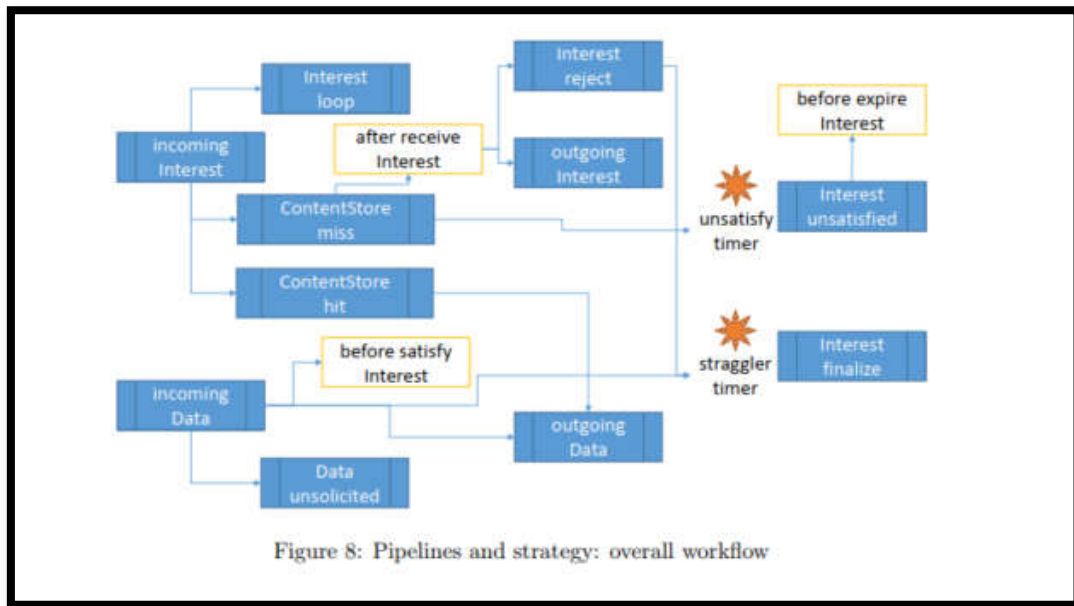 Interest
loop
incoming
Interest
after receive
Interest
Interest
reject
outgoing
Interest
before expire
Interest
ContentStore
miss
unsatisfy
timer
Interest
unsatisfied
ContentStore
hit
before satisfy
Interest
straggler
timer
Interest
finalize
incoming
Data
outgoing
Data
Data
unsolicited
Figure 8: Pipelines and strategy: overall workflow